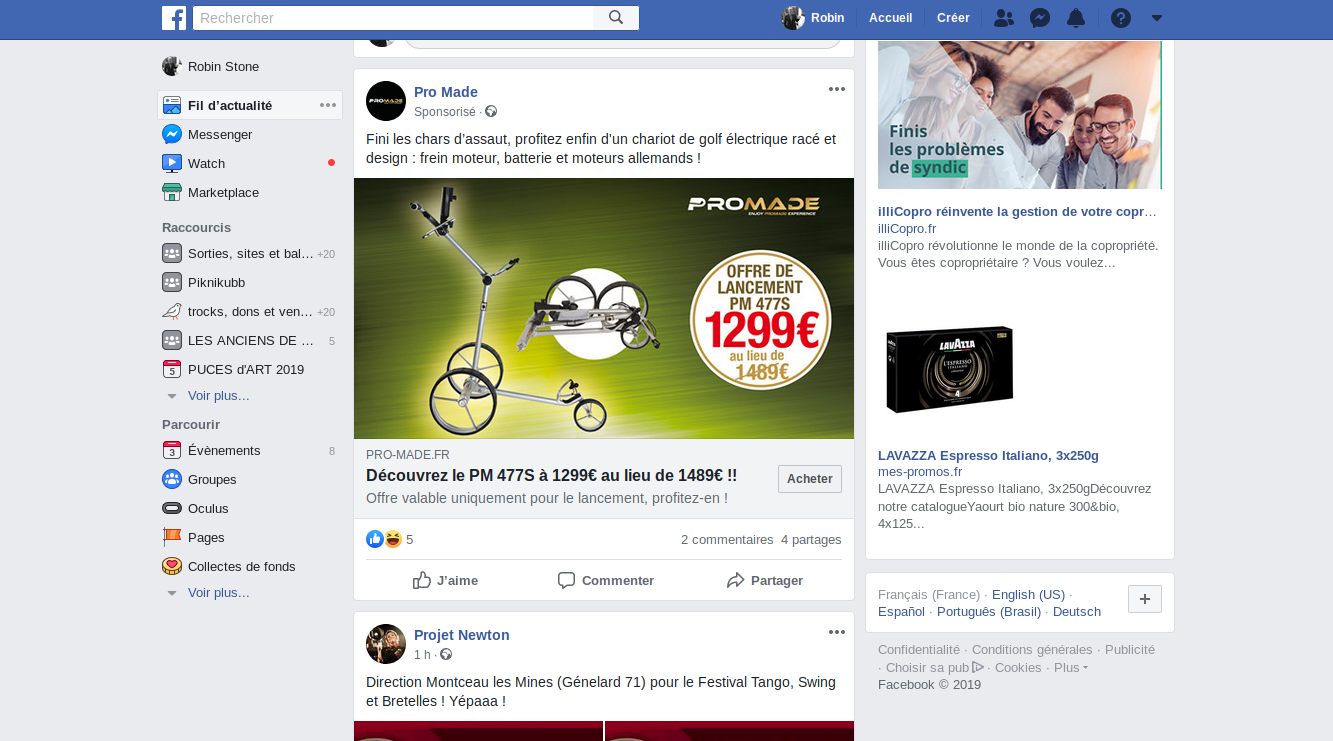 Rechercher
Robin
Accueil
Créer
Robin Stone
Fil d'actualité
Messenger
Watch
Marketplace
Raccourcis
Sorties, sites et bal... +20
Piknikubb
trocks, dons et ven... +20
LES ANCIENS DE ... 5
5 PUCES d'ART 2019
Voir plus...
Parcourir
3 Évènements 8
Groupes
Oculus
Pages
Collectes de fonds
Voir plus...
PROMADE
Pro Made
Sponsorisé ·
Fini les chars d'assaut, profitez enfin d'un chariot de golf électrique racé et
design : frein moteur, batterie et moteurs allemands !
PROMADE
ENJOY PROMADE EXPERIENCE
OFFRE DE
LANCEMENT
PM 477S
1299€
au lieu de
1489€
PRO-MADE.FR
Découvrez le PM 477S à 1299€ au lieu de 1489€ !!
Offre valable uniquement pour le lancement, profitez-en !
Acheter
5
2 commentaires 4 partages
J'aime
Commenter
Partager
Projet Newton
1 h ·
Direction Montceau les Mines (Génelard 71) pour le Festival Tango, Swing
et Bretelles ! Yépaaa !
Finis
les problèmes
de syndic
illiCopro réinvente la gestion de votre copr...
illiCopro.fr
illiCopro révolutionne le monde de la copropriété.
Vous êtes copropriétaire ? Vous voulez...
LAVAZZA
L'ESPRESSO
ITALIANO
LAVAZZA Espresso Italiano, 3x250g
mes-promos.fr
LAVAZZA Espresso Italiano, 3x250gDécouvrez
notre catalogueYaourt bio nature 300&bio,
4x125...
Français (France) · English (US) ·
Español · Português (Brasil) · Deutsch
Confidentialité · Conditions générales · Publicité
· Choisir sa pub · Cookies · Plus
Facebook © 2019